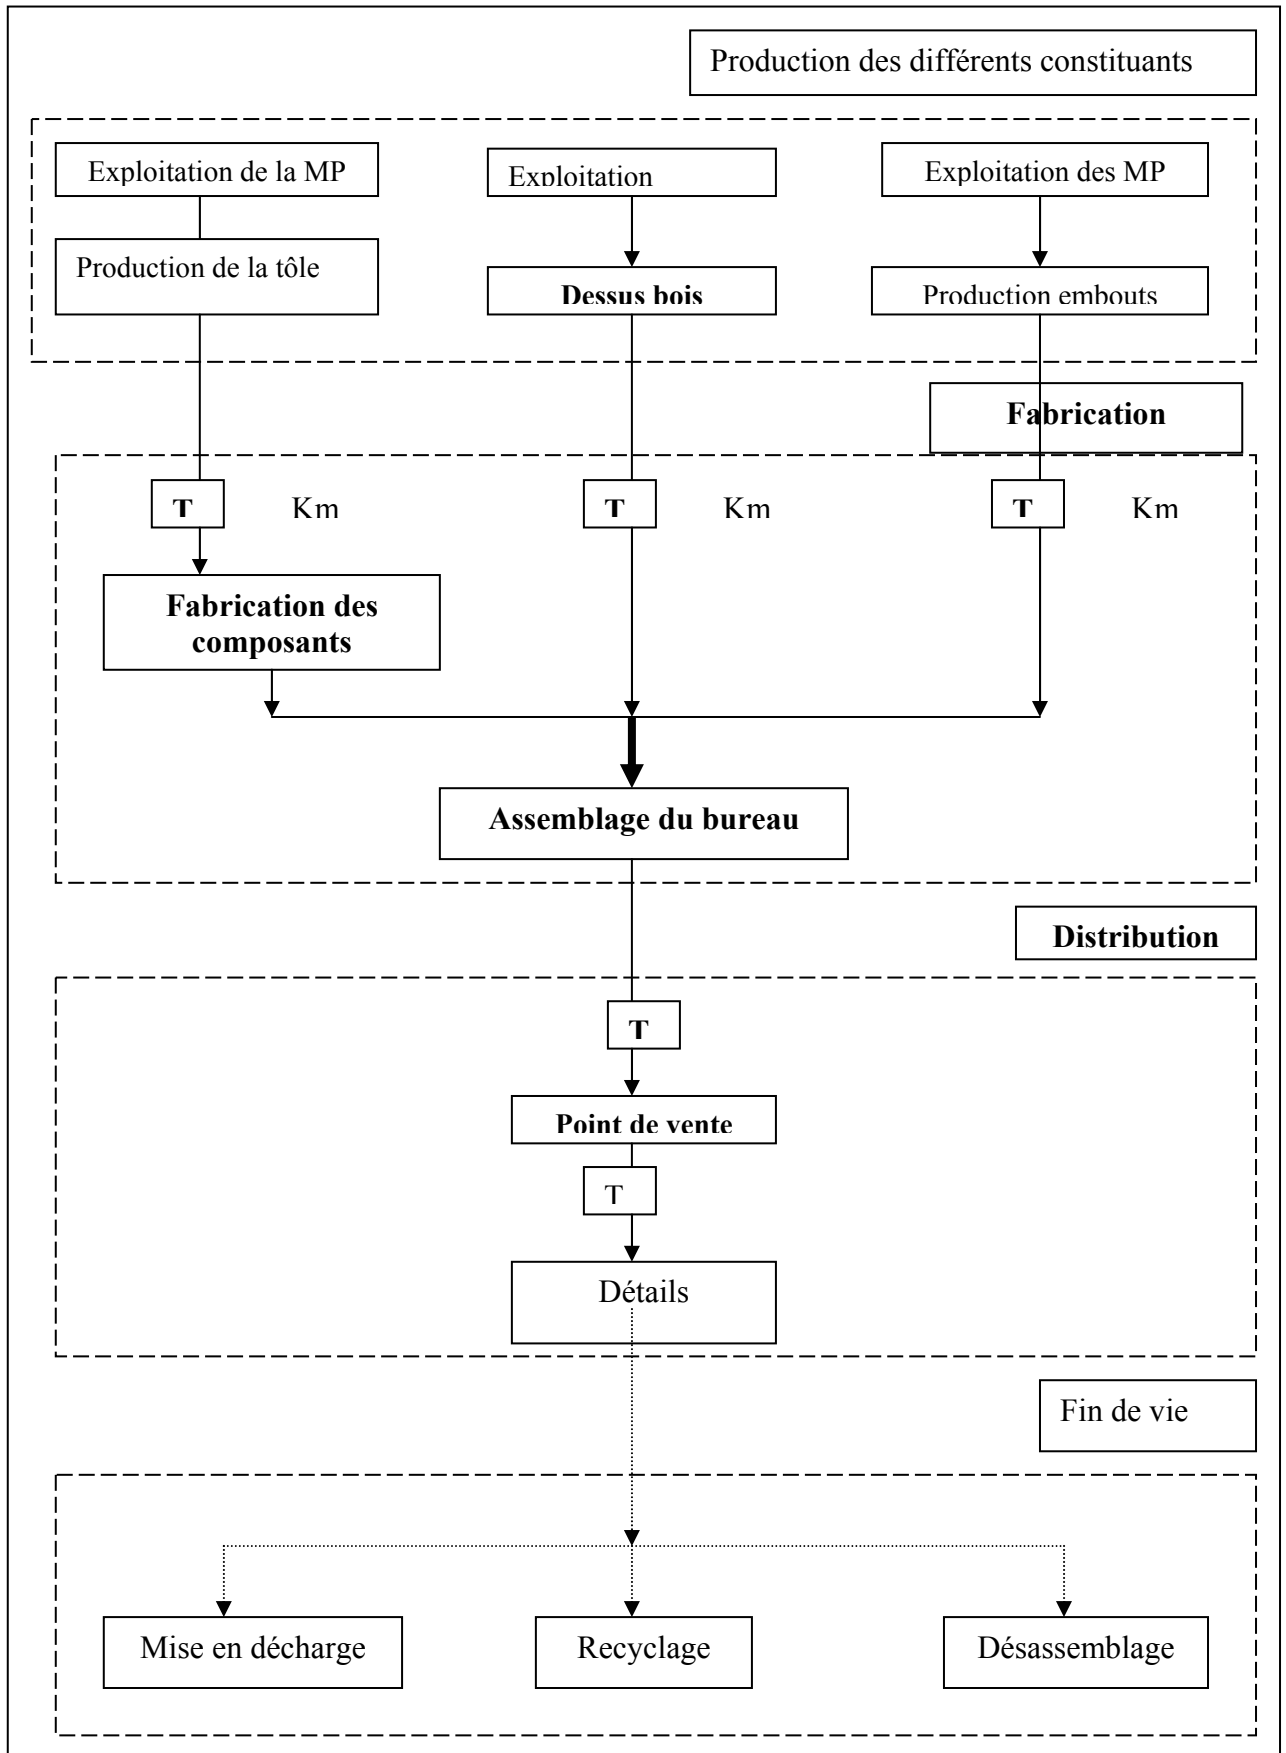 Production des différents constituants
Exploitation de la MP
Exploitation
Exploitation des MP
Production de la tôle
Dessus bois
Production embouts
Fabrication
T
Km
T
Km
T
Km
Fabrication des
composants
Assemblage du bureau
Distribution
T
Point de vente
T
Détails
Fin de vie
Mise en décharge
Recyclage
Désassemblage